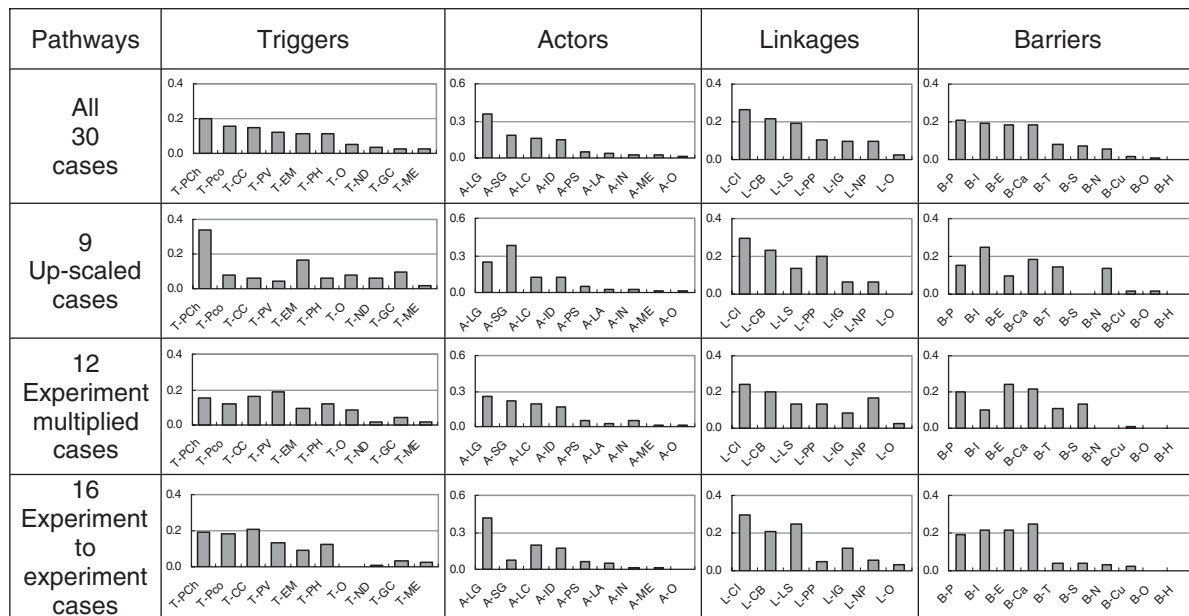 Pathways Triggers Actors Linkages Barriers
All
30
cases
0.4
0.2
0.0
T-PCh T-Pco T-CC T-PV T-EM T-PH T-O T-ND T-GC T-ME
0.6
0.3
0.0
A-LG A-SG A-LC A-ID A-PS A-LA A-IN A-ME A-O
0.4
0.2
0.0
L-CI L-CB L-LS L-PP L-IG L-NP L-O
0.4
0.2
0.0
B-P B-I B-E B-Ca B-T B-S B-N B-Cu B-O B-H
9
Up-scaled
cases
0.4
0.2
0.0
T-PCh T-Pco T-CC T-PV T-EM T-PH T-O T-ND T-GC T-ME
0.6
0.3
0.0
A-LG A-SG A-LC A-ID A-PS A-LA A-IN A-ME A-O
0.4
0.2
0.0
L-CI L-CB L-LS L-PP L-IG L-NP L-O
0.4
0.2
0.0
B-P B-I B-E B-Ca B-T B-S B-N B-Cu B-O B-H
12
Experiment
multiplied
cases
0.4
0.2
0.0
T-PCh T-Pco T-CC T-PV T-EM T-PH T-O T-ND T-GC T-ME
0.6
0.3
0.0
A-LG A-SG A-LC A-ID A-PS A-LA A-IN A-ME A-O
0.4
0.2
0.0
L-CI L-CB L-LS L-PP L-IG L-NP L-O
0.4
0.2
0.0
B-P B-I B-E B-Ca B-T B-S B-N B-Cu B-O B-H
16
Experiment
to
experiment
cases
0.4
0.2
0.0
T-PCh T-Pco T-CC T-PV T-EM T-PH T-O T-ND T-GC T-ME
0.6
0.3
0.0
A-LG A-SG A-LC A-ID A-PS A-LA A-IN A-ME A-O
0.4
0.2
0.0
L-CI L-CB L-LS L-PP L-IG L-NP L-O
0.4
0.2
0.0
B-P B-I B-E B-Ca B-T B-S B-N B-Cu B-O B-H